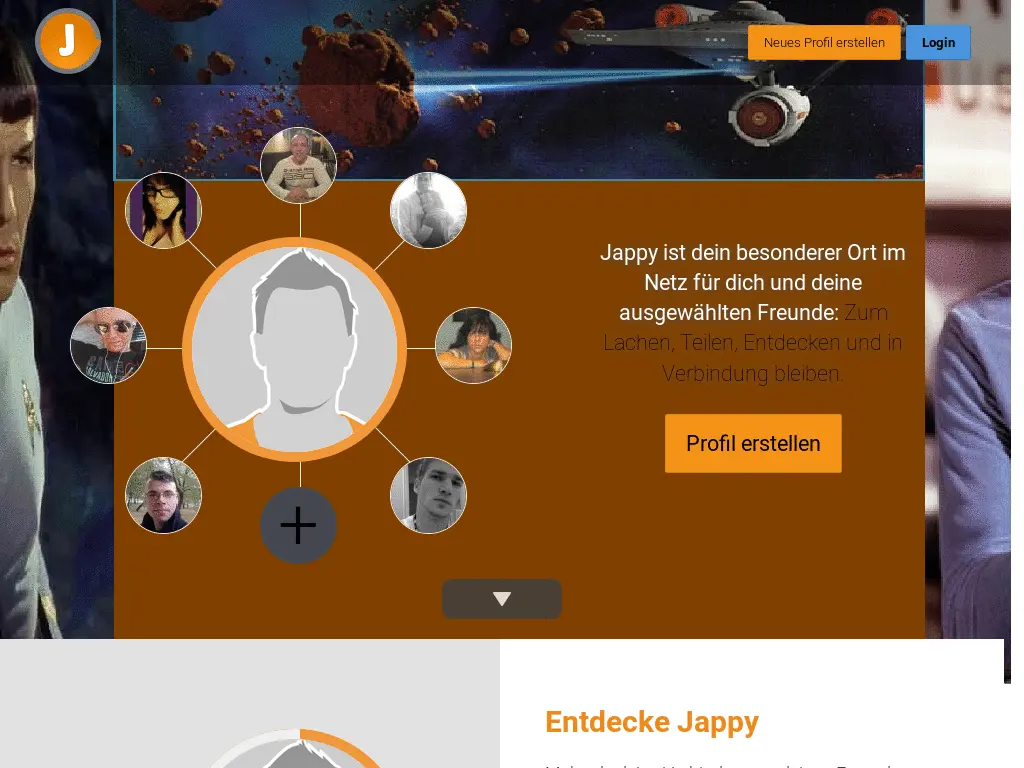 J
Neues Profil erstellen
Login
Jappy ist dein besonderer Ort im
Netz für dich und deine
ausgewählten Freunde: Zum
Lachen, Teilen, Entdecken und in
Verbindung bleiben.
Profil erstellen
Entdecke Jappy